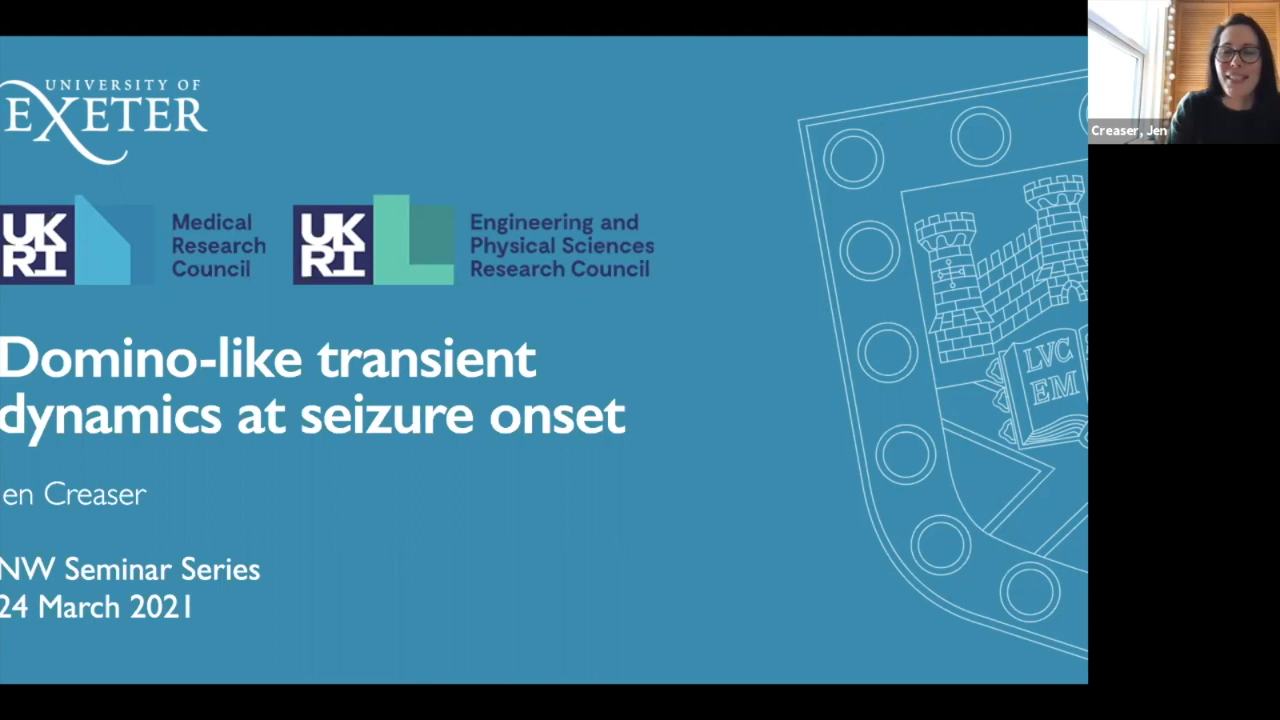 UNIVERSITY OF
EXETER
UK
RI
Medical
Research
Council
UK
RI
Engineering and
Physical Sciences
Research Council
Domino-like transient
dynamics at seizure onset
en Creaser
NW Seminar Series
24 March 2021
LVC
EM
Creaser, Jen